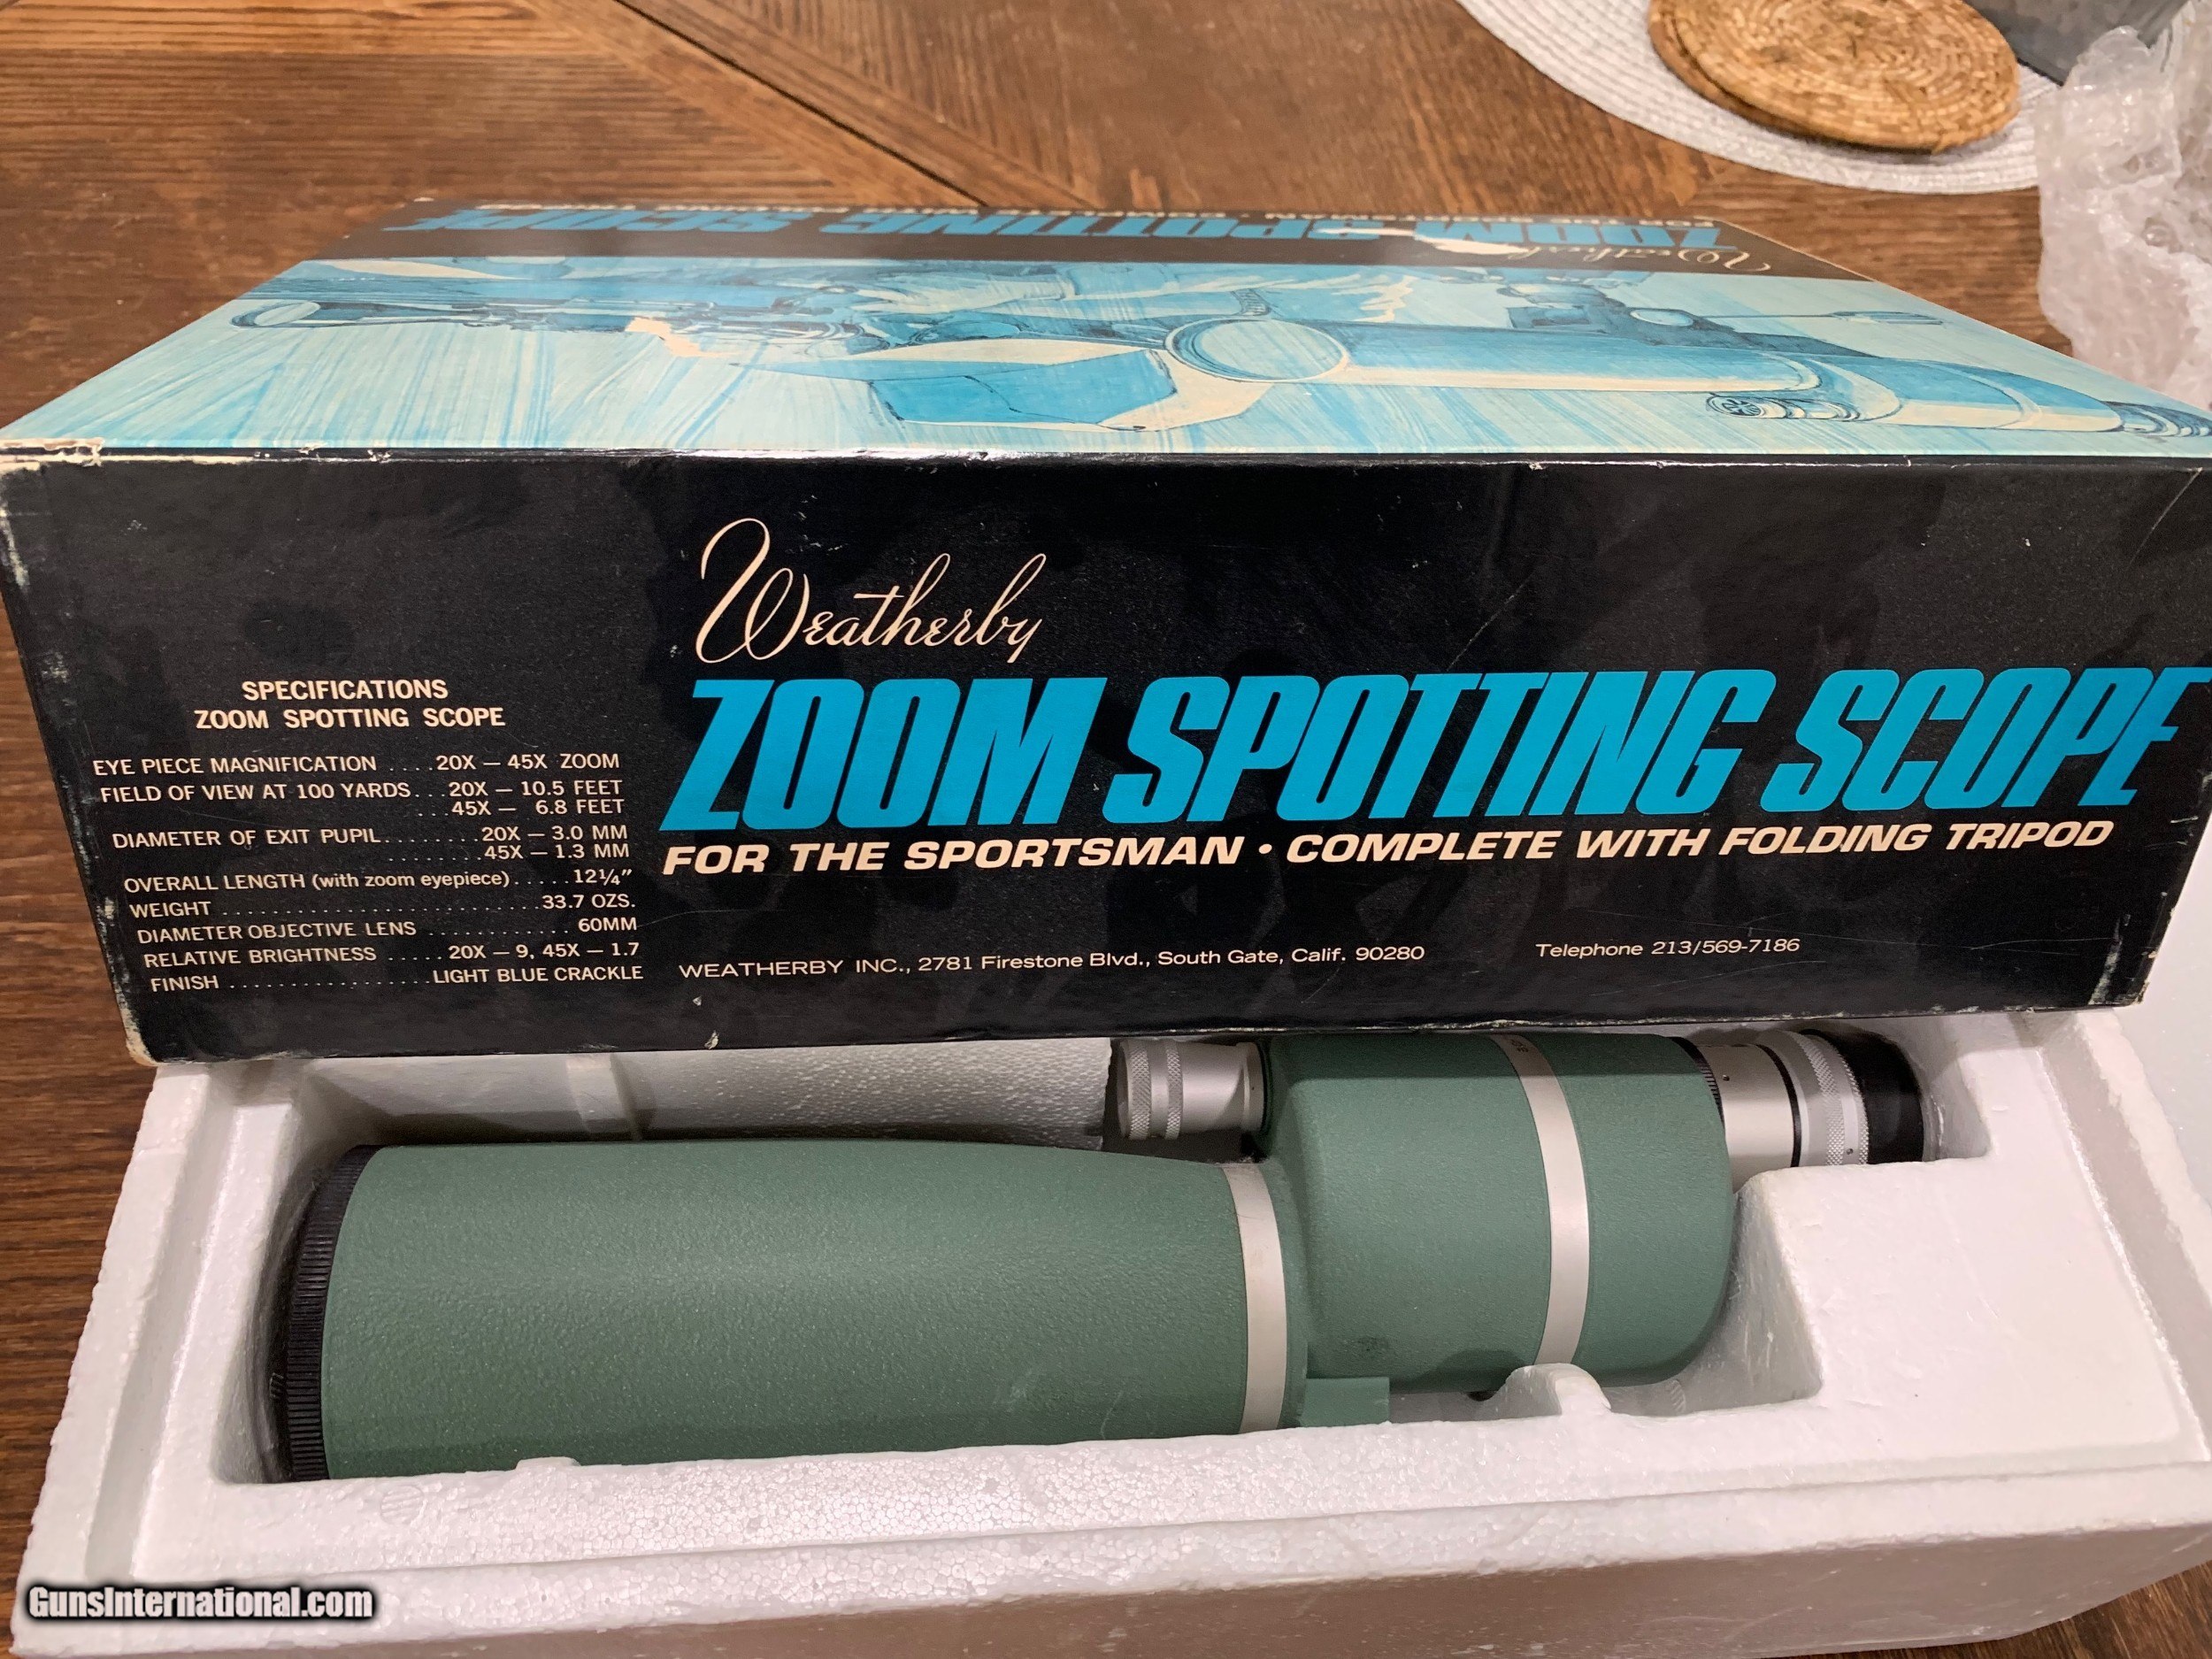 Weatherby
ZOOM SPOTTING SCOPE
Weatherby
ZOOM SPOTTING SCOPE
FOR THE SPORTSMAN • COMPLETE WITH FOLDING TRIPOD
WEATHERBY INC., 2781 Firestone Blvd., South Gate, Calif. 90280 Telephone 213/569-7186
SPECIFICATIONS
ZOOM SPOTTING SCOPE
EYE PIECE MAGNIFICATION ....20X — 45X ZOOM
FIELD OF VIEW AT 100 YARDS...20X — 10.5 FEET
...45X — 6.8 FEET
DIAMETER OF EXIT PUPIL........20X — 3.0 MM
........45X — 1.3 MM
OVERALL LENGTH (with zoom eyepiece).....12¼"
WEIGHT ..........................33.7 OZS.
DIAMETER OBJECTIVE LENS ............ 60MM
RELATIVE BRIGHTNESS .....20X — 9, 45X — 1.7
FINISH .................LIGHT BLUE CRACKLE
GunsInternational.com